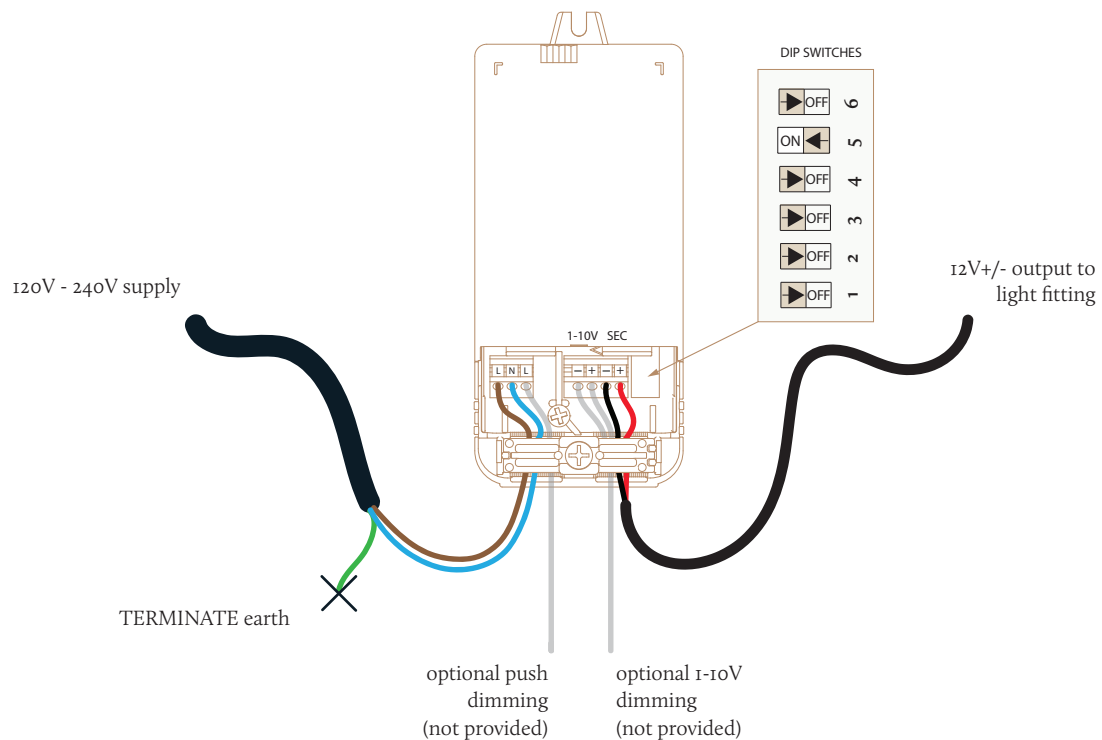 DIP SWITCHES
OFF 6
ON 5
OFF 4
OFF 3
OFF 2
OFF 1
120V - 240V supply
12V+/- output to
light fitting
1-10V SEC
L N L
– + – +
TERMINATE earth
optional push
dimming
(not provided)
optional 1-10V
dimming
(not provided)